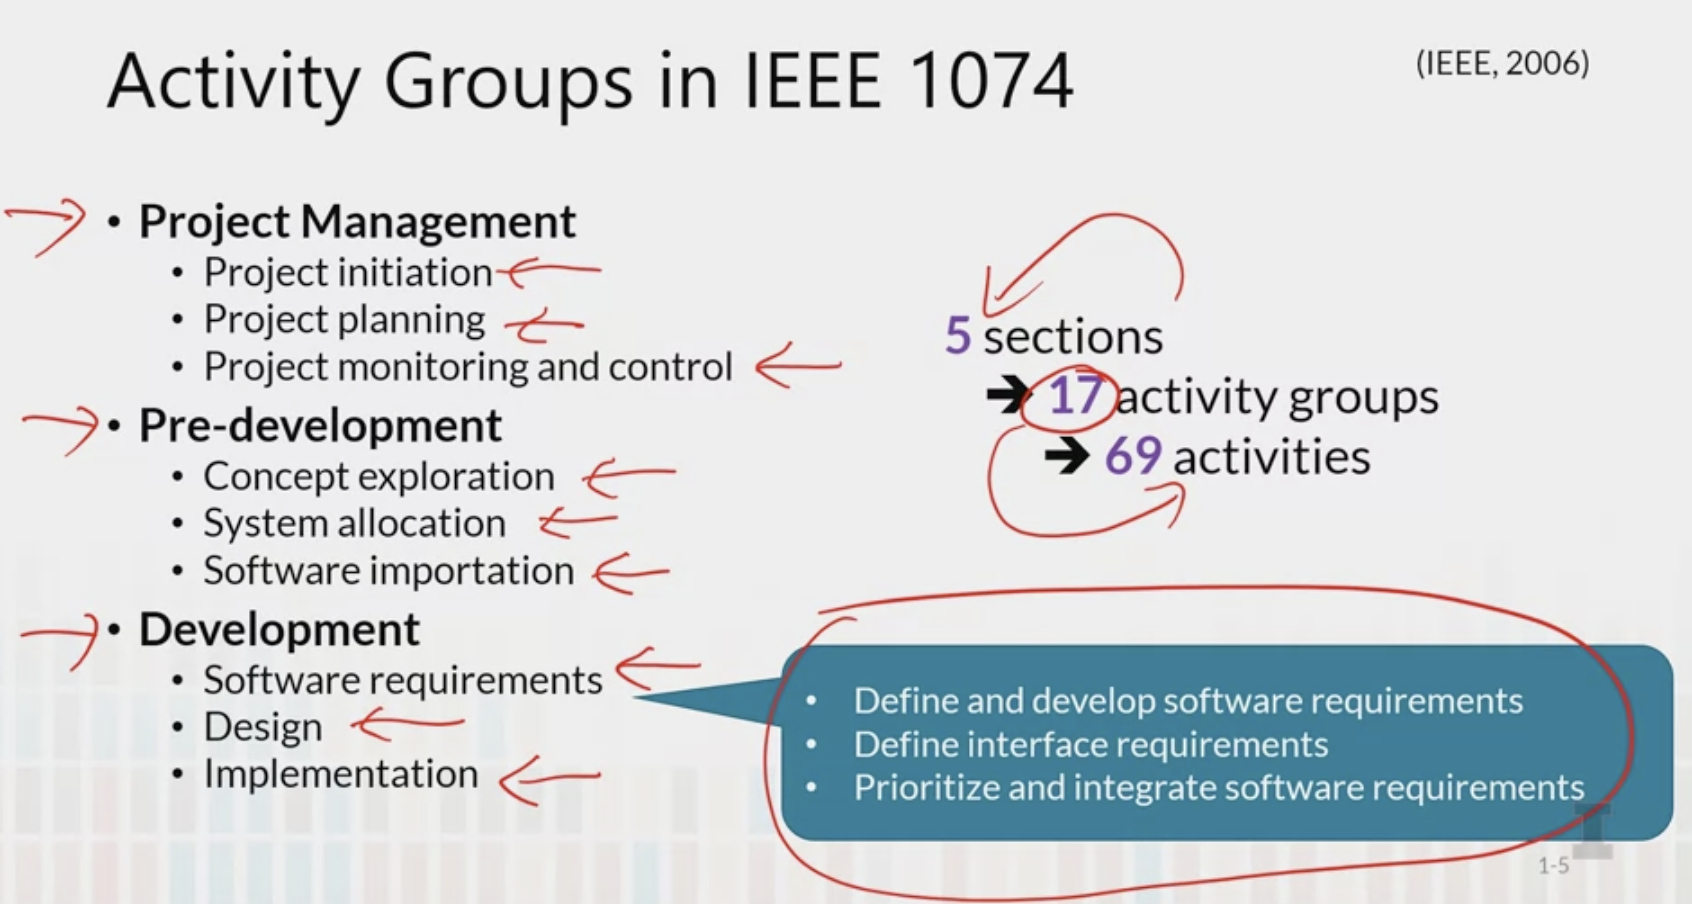 Activity Groups in IEEE 1074
(IEEE, 2006)
• Project Management
• Project initiation
• Project planning
• Project monitoring and control
• Pre-development
• Concept exploration
• System allocation
• Software importation
• Development
• Software requirements
• Design
• Implementation
5 sections
➔ 17 activity groups
➔ 69 activities
• Define and develop software requirements
• Define interface requirements
• Prioritize and integrate software requirements
I
1-5